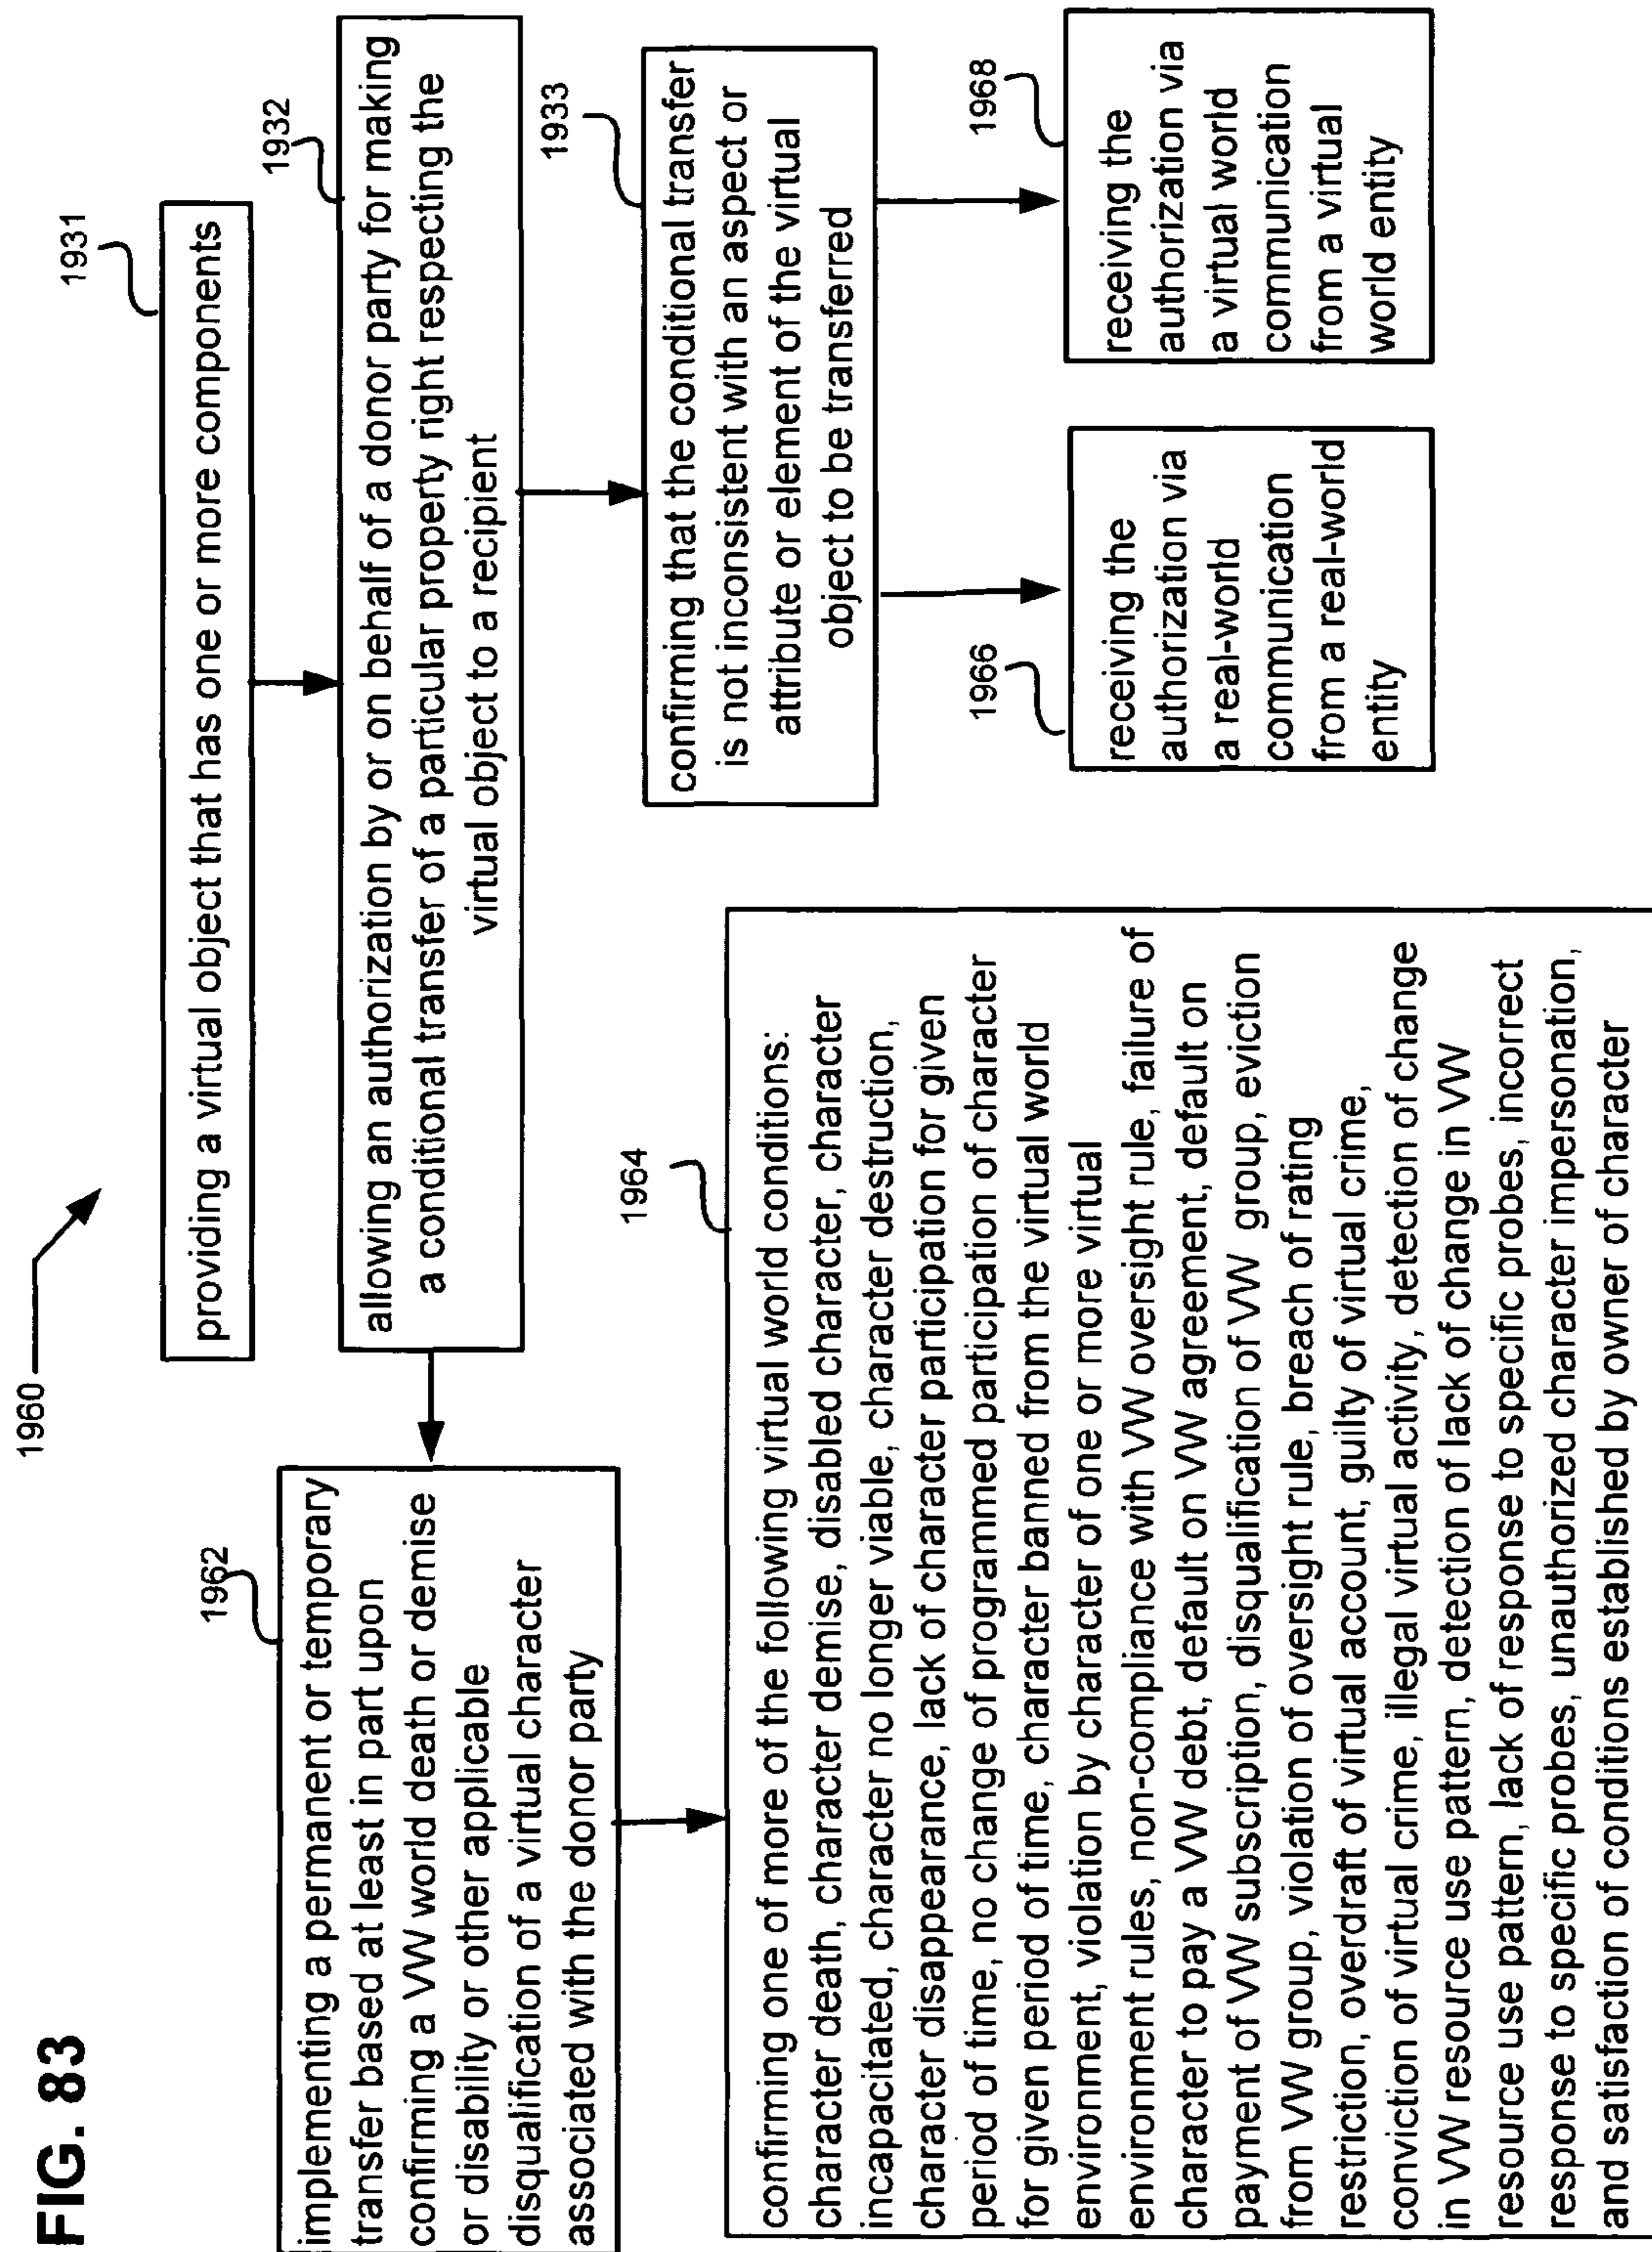 FIG. 83
1960
1931
providing a virtual object that has one or more components
1932
allowing an authorization by or on behalf of a donor party for making
a conditional transfer of a particular property right respecting the
virtual object to a recipient
1962
implementing a permanent or temporary
transfer based at least in part upon
confirming a VW world death or demise
or disability or other applicable
disqualification of a virtual character
associated with the donor party
1933
confirming that the conditional transfer
is not inconsistent with an aspect or
attribute or element of the virtual
object to be transferred
1964
confirming one of more of the following virtual world conditions:
character death, character demise, disabled character, character
incapacitated, character no longer viable, character destruction,
character disappearance, lack of character participation for given
period of time, no change of programmed participation of character
for given period of time, character banned from the virtual world
environment, violation by character of one or more virtual
environment rules, non-compliance with VW oversight rule, failure of
character to pay a VW debt, default on VW agreement, default on
payment of VW subscription, disqualification of VW group, eviction
from VW group, violation of oversight rule, breach of rating
restriction, overdraft of virtual account, guilty of virtual crime,
conviction of virtual crime, illegal virtual activity, detection of change
in VW resource use pattern, detection of lack of change in VW
resource use pattern, lack of response to specific probes, incorrect
response to specific probes, unauthorized character impersonation,
and satisfaction of conditions established by owner of character
1966
receiving the
authorization via
a real-world
communication
from a real-world
entity
1968
receiving the
authorization via
a virtual world
communication
from a virtual
world entity